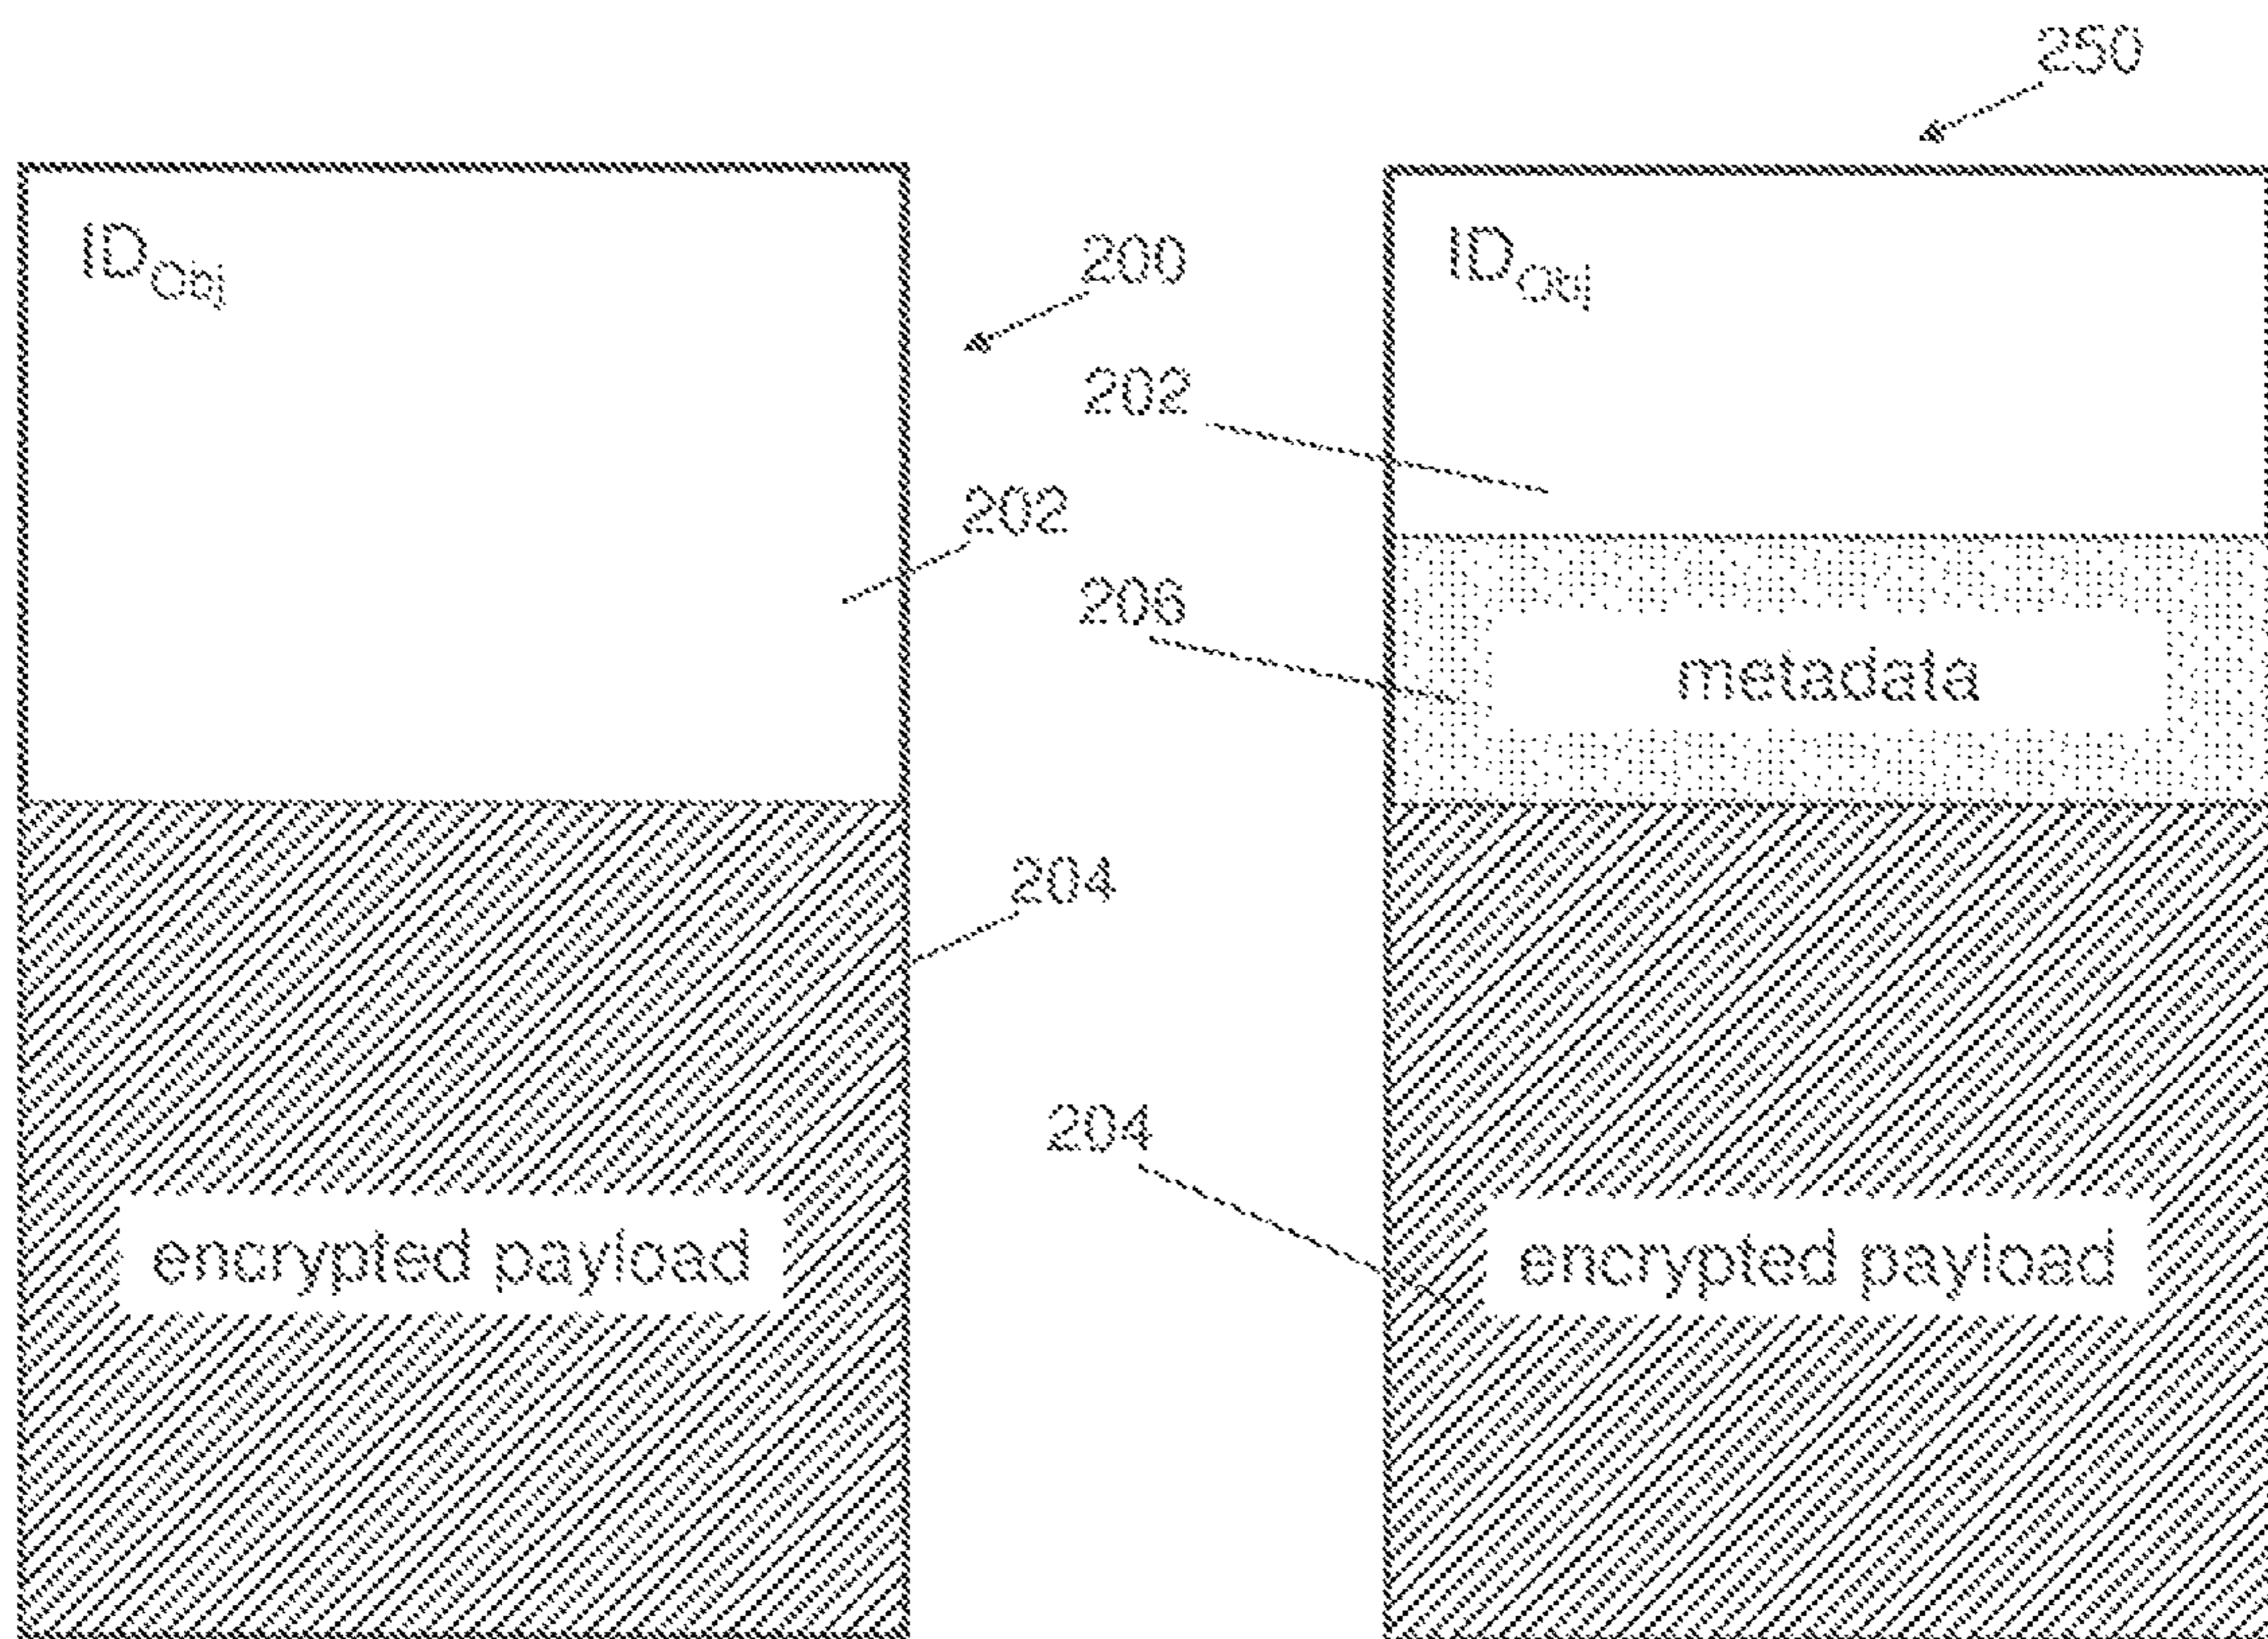 250
ID_Obj
200
ID_Obj
202
202
206
metadata
204
204
encrypted payload
encrypted payload